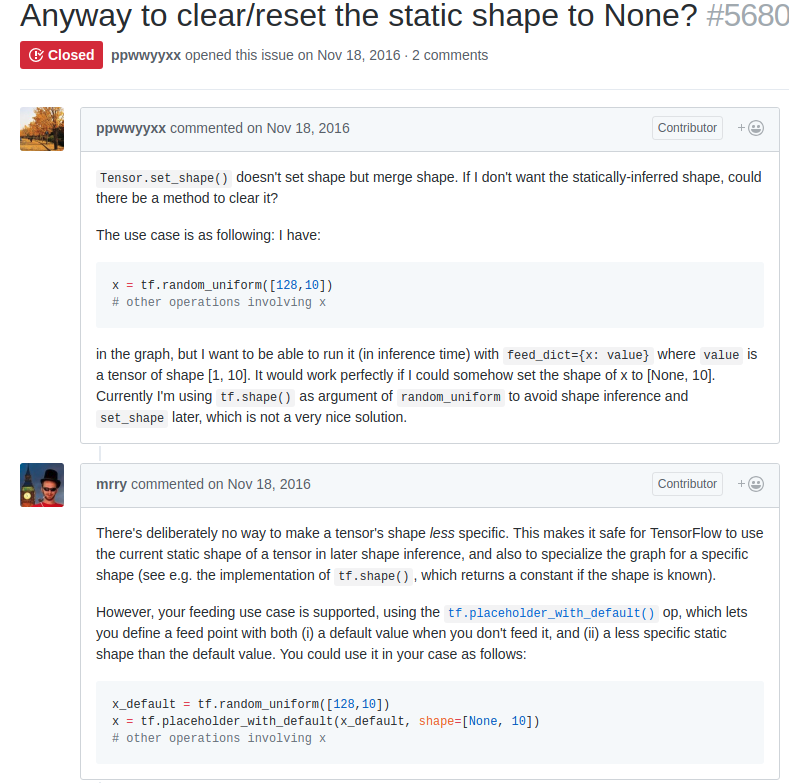 Anyway to clear/reset the static shape to None? #5680
Closed ppwwyyxx opened this issue on Nov 18, 2016 · 2 comments
ppwwyyxx commented on Nov 18, 2016 Contributor +
Tensor.set_shape() doesn't set shape but merge shape. If I don't want the statically-inferred shape, could
there be a method to clear it?
The use case is as following: I have:
x = tf.random_uniform([128,10])
# other operations involving x
in the graph, but I want to be able to run it (in inference time) with feed_dict={x: value} where value is
a tensor of shape [1, 10]. It would work perfectly if I could somehow set the shape of x to [None, 10].
Currently I'm using tf.shape() as argument of random_uniform to avoid shape inference and
set_shape later, which is not a very nice solution.
mrry commented on Nov 18, 2016 Contributor +
There's deliberately no way to make a tensor's shape less specific. This makes it safe for TensorFlow to use
the current static shape of a tensor in later shape inference, and also to specialize the graph for a specific
shape (see e.g. the implementation of tf.shape(), which returns a constant if the shape is known).
However, your feeding use case is supported, using the tf.placeholder_with_default() op, which lets
you define a feed point with both (i) a default value when you don't feed it, and (ii) a less specific static
shape than the default value. You could use it in your case as follows:
x_default = tf.random_uniform([128,10])
x = tf.placeholder_with_default(x_default, shape=[None, 10])
# other operations involving x